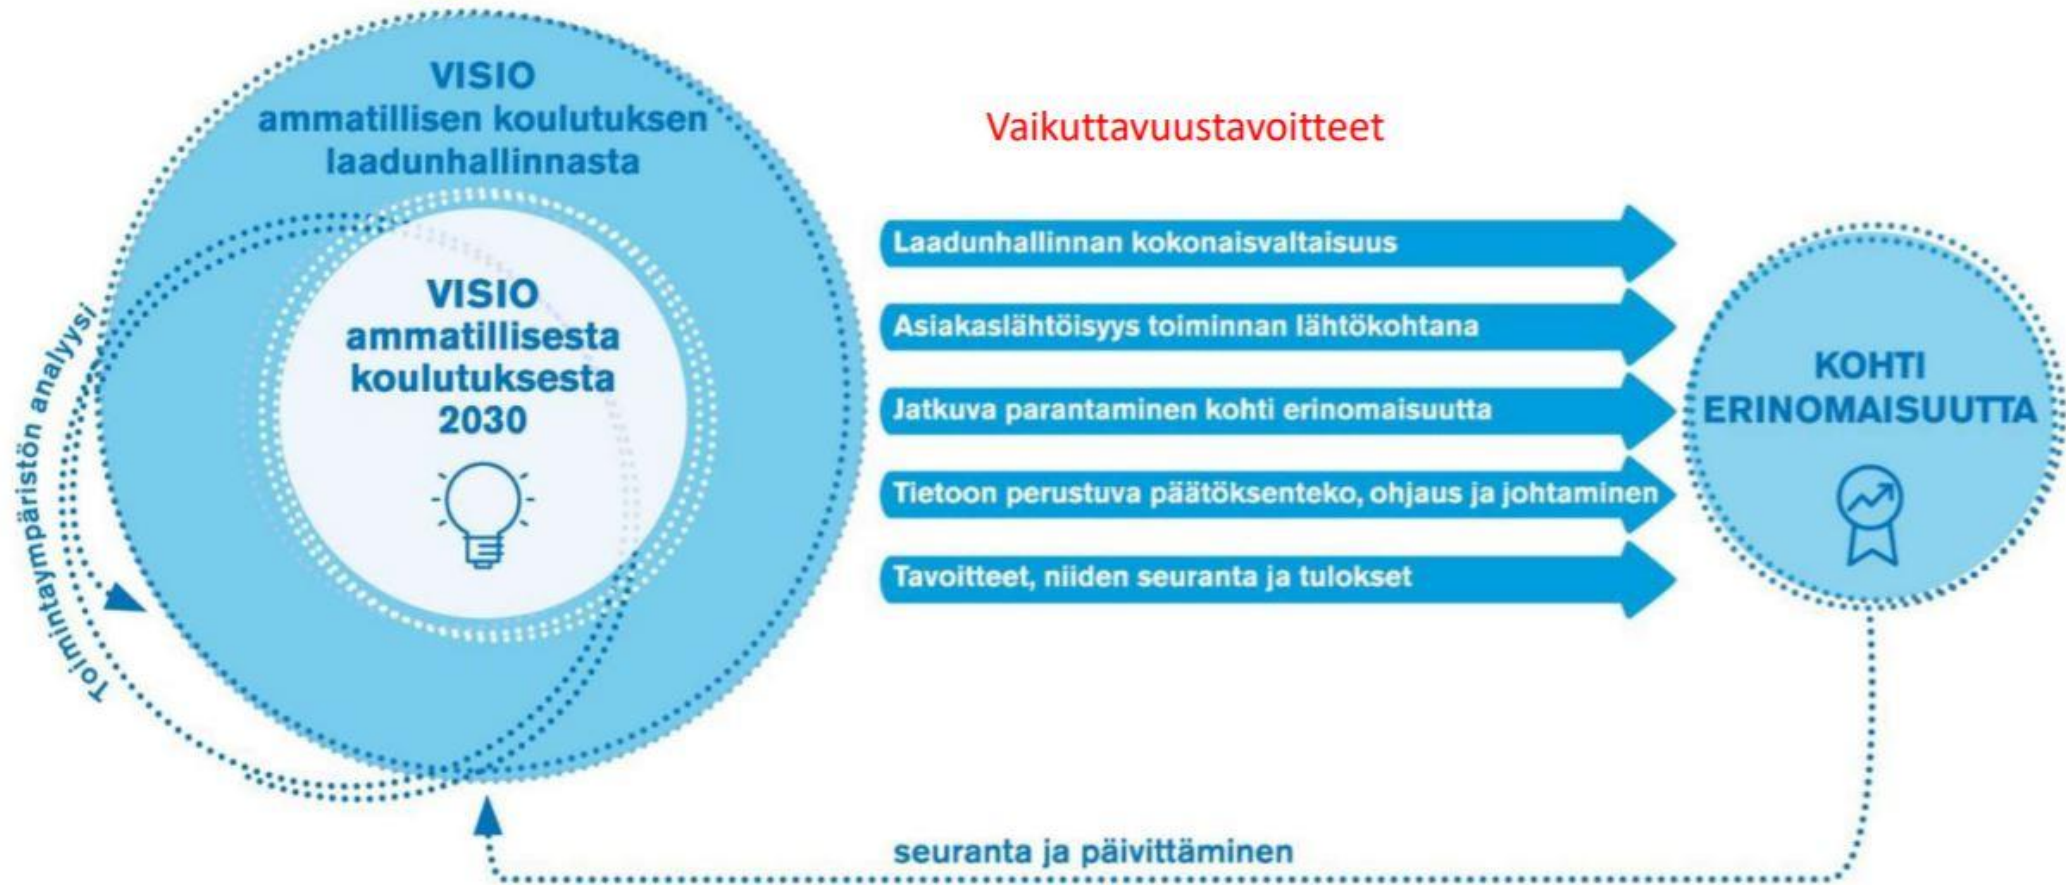 VISIO
ammatillisen koulutuksen
laadunhallinnasta
VISIO
ammatillisesta
koulutuksesta
2030
Toimintaympäristön analyysi
Vaikuttavuustavoitteet
Laadunhallinnan kokonaisvaltaisuus
Asiakaslähtöisyys toiminnan lähtökohtana
Jatkuva parantaminen kohti erinomaisuutta
Tietoon perustuva päätöksenteko, ohjaus ja johtaminen
Tavoitteet, niiden seuranta ja tulokset
KOHTI
ERINOMAISUUTTA
seuranta ja päivittäminen